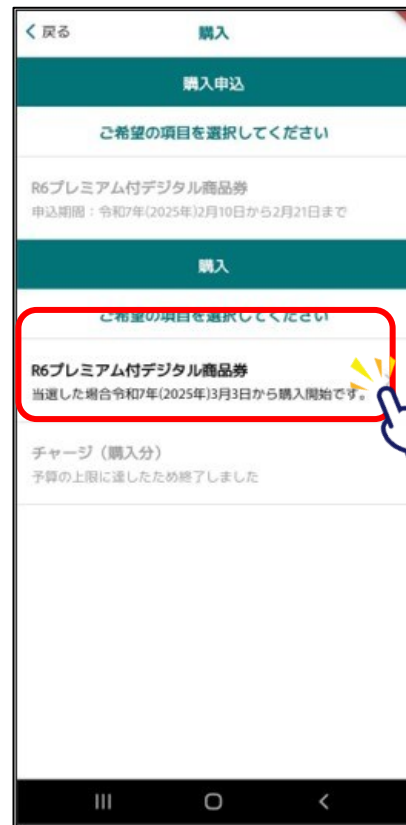 戻る
購入
購入申込
ご希望の項目を選択してください
R6プレミアム付デジタル商品券
申込期間：令和7年(2025年)2月10日から2月21日まで
購入
ご希望の項目を選択してください
R6プレミアム付デジタル商品券
当選した場合令和7年(2025年)3月3日から購入開始です。
チャージ（購入分）
予算の上限に達したため終了しました